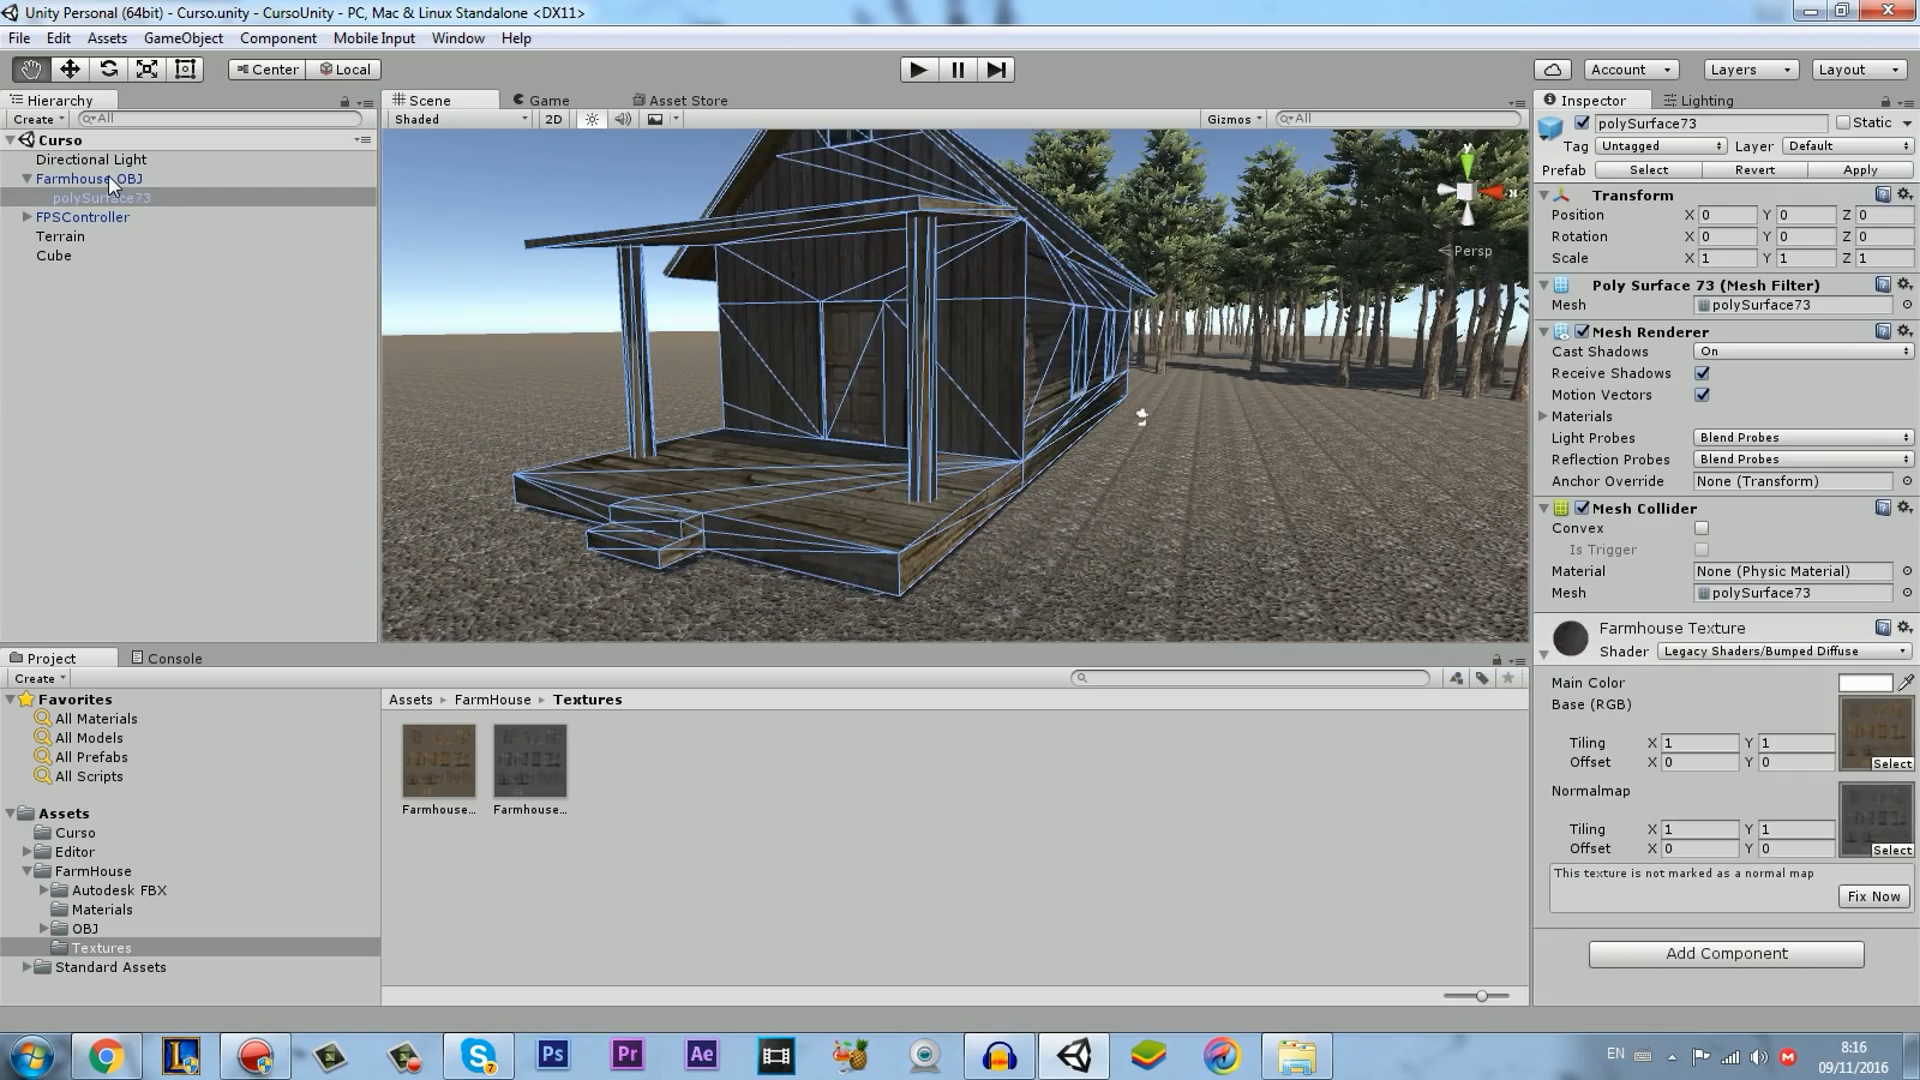 Unity Personal (64bit) - Curso.unity - CursoUnity - PC, Mac & Linux Standalone <DX11>
File Edit Assets GameObject Component Mobile Input Window Help
Center Local Account Layers Layout
Hierarchy
Create All
Curso
Directional Light
Farmhouse OBJ
polySurface73
FPSController
Terrain
Cube
Scene Game Asset Store
Shaded 2D Gizmos All
y
x
Persp
Inspector Lighting
polySurface73 Static
Tag Untagged Layer Default
Prefab Select Revert Apply
Transform
Position X 0 Y 0 Z 0
Rotation X 0 Y 0 Z 0
Scale X 1 Y 1 Z 1
Poly Surface 73 (Mesh Filter)
Mesh polySurface73
Mesh Renderer
Cast Shadows On
Receive Shadows
Motion Vectors
Materials
Light Probes Blend Probes
Reflection Probes Blend Probes
Anchor Override None (Transform)
Mesh Collider
Convex
Is Trigger
Material None (Physic Material)
Mesh polySurface73
Farmhouse Texture
Shader Legacy Shaders/Bumped Diffuse
Main Color
Base (RGB)
Tiling X 1 Y 1
Offset X 0 Y 0
Select
Normalmap
Tiling X 1 Y 1
Offset X 0 Y 0
Select
This texture is not marked as a normal map
Fix Now
Add Component
Project Console
Create
Favorites
All Materials
All Models
All Prefabs
All Scripts
Assets
Curso
Editor
FarmHouse
Autodesk FBX
Materials
OBJ
Textures
Standard Assets
Assets FarmHouse Textures
Farmhouse... Farmhouse...
7
Ps
Pr
Ae
EN
8:16
09/11/2016